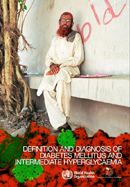 old
DEFINITION AND DIAGNOSIS OF
DIABETES MELLITUS AND
INTERMEDIATE HYPERGLYCAEMIA
World Health
Organization